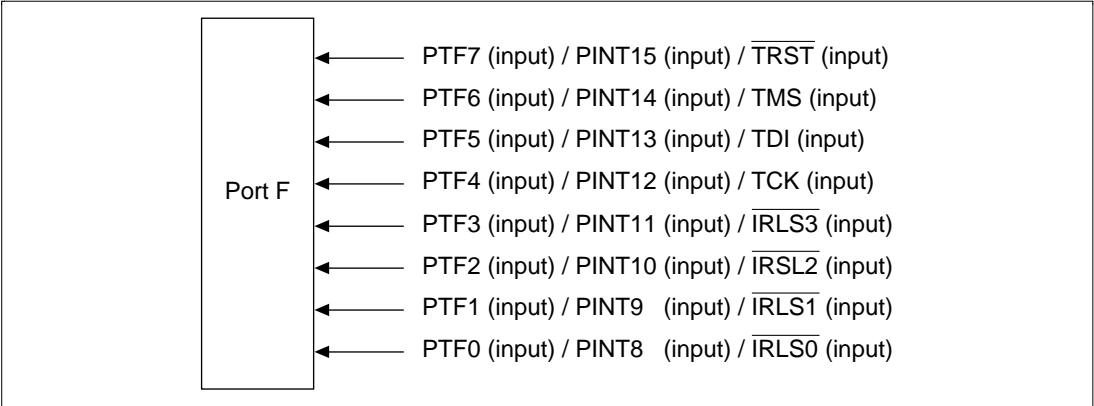 Port F
PTF7 (input) / PINT15 (input) / TRST (input)
PTF6 (input) / PINT14 (input) / TMS (input)
PTF5 (input) / PINT13 (input) / TDI (input)
PTF4 (input) / PINT12 (input) / TCK (input)
PTF3 (input) / PINT11 (input) / IRLS3 (input)
PTF2 (input) / PINT10 (input) / IRSL2 (input)
PTF1 (input) / PINT9 (input) / IRLS1 (input)
PTF0 (input) / PINT8 (input) / IRLS0 (input)